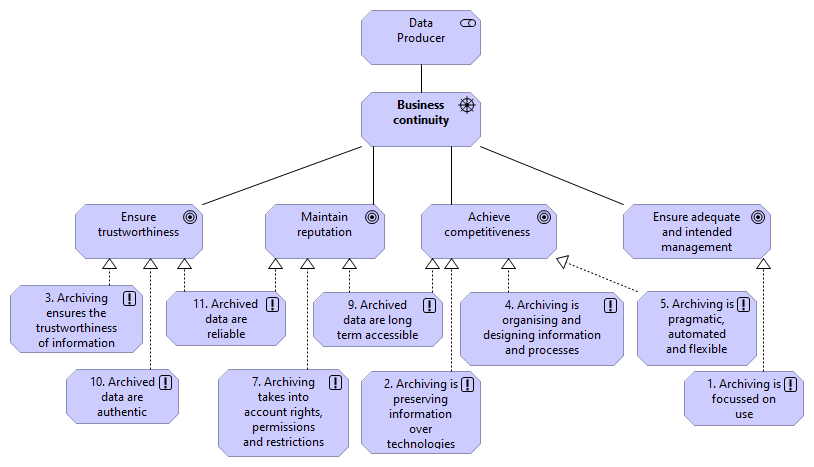 Data
Producer
Business
continuity
Ensure
trustworthiness
Maintain
reputation
Achieve
competitiveness
Ensure adequate
and intended
management
3. Archiving
ensures the
trustworthiness
of information
11. Archived
data are
reliable
9. Archived
data are long
term accessible
4. Archiving is
organising and
designing information
and processes
5. Archiving is
pragmatic,
automated
and flexible
10. Archived
data are
authentic
7. Archiving
takes into
account rights,
permissions
and restrictions
2. Archiving is
preserving
information
over
technologies
1. Archiving is
focussed on
use